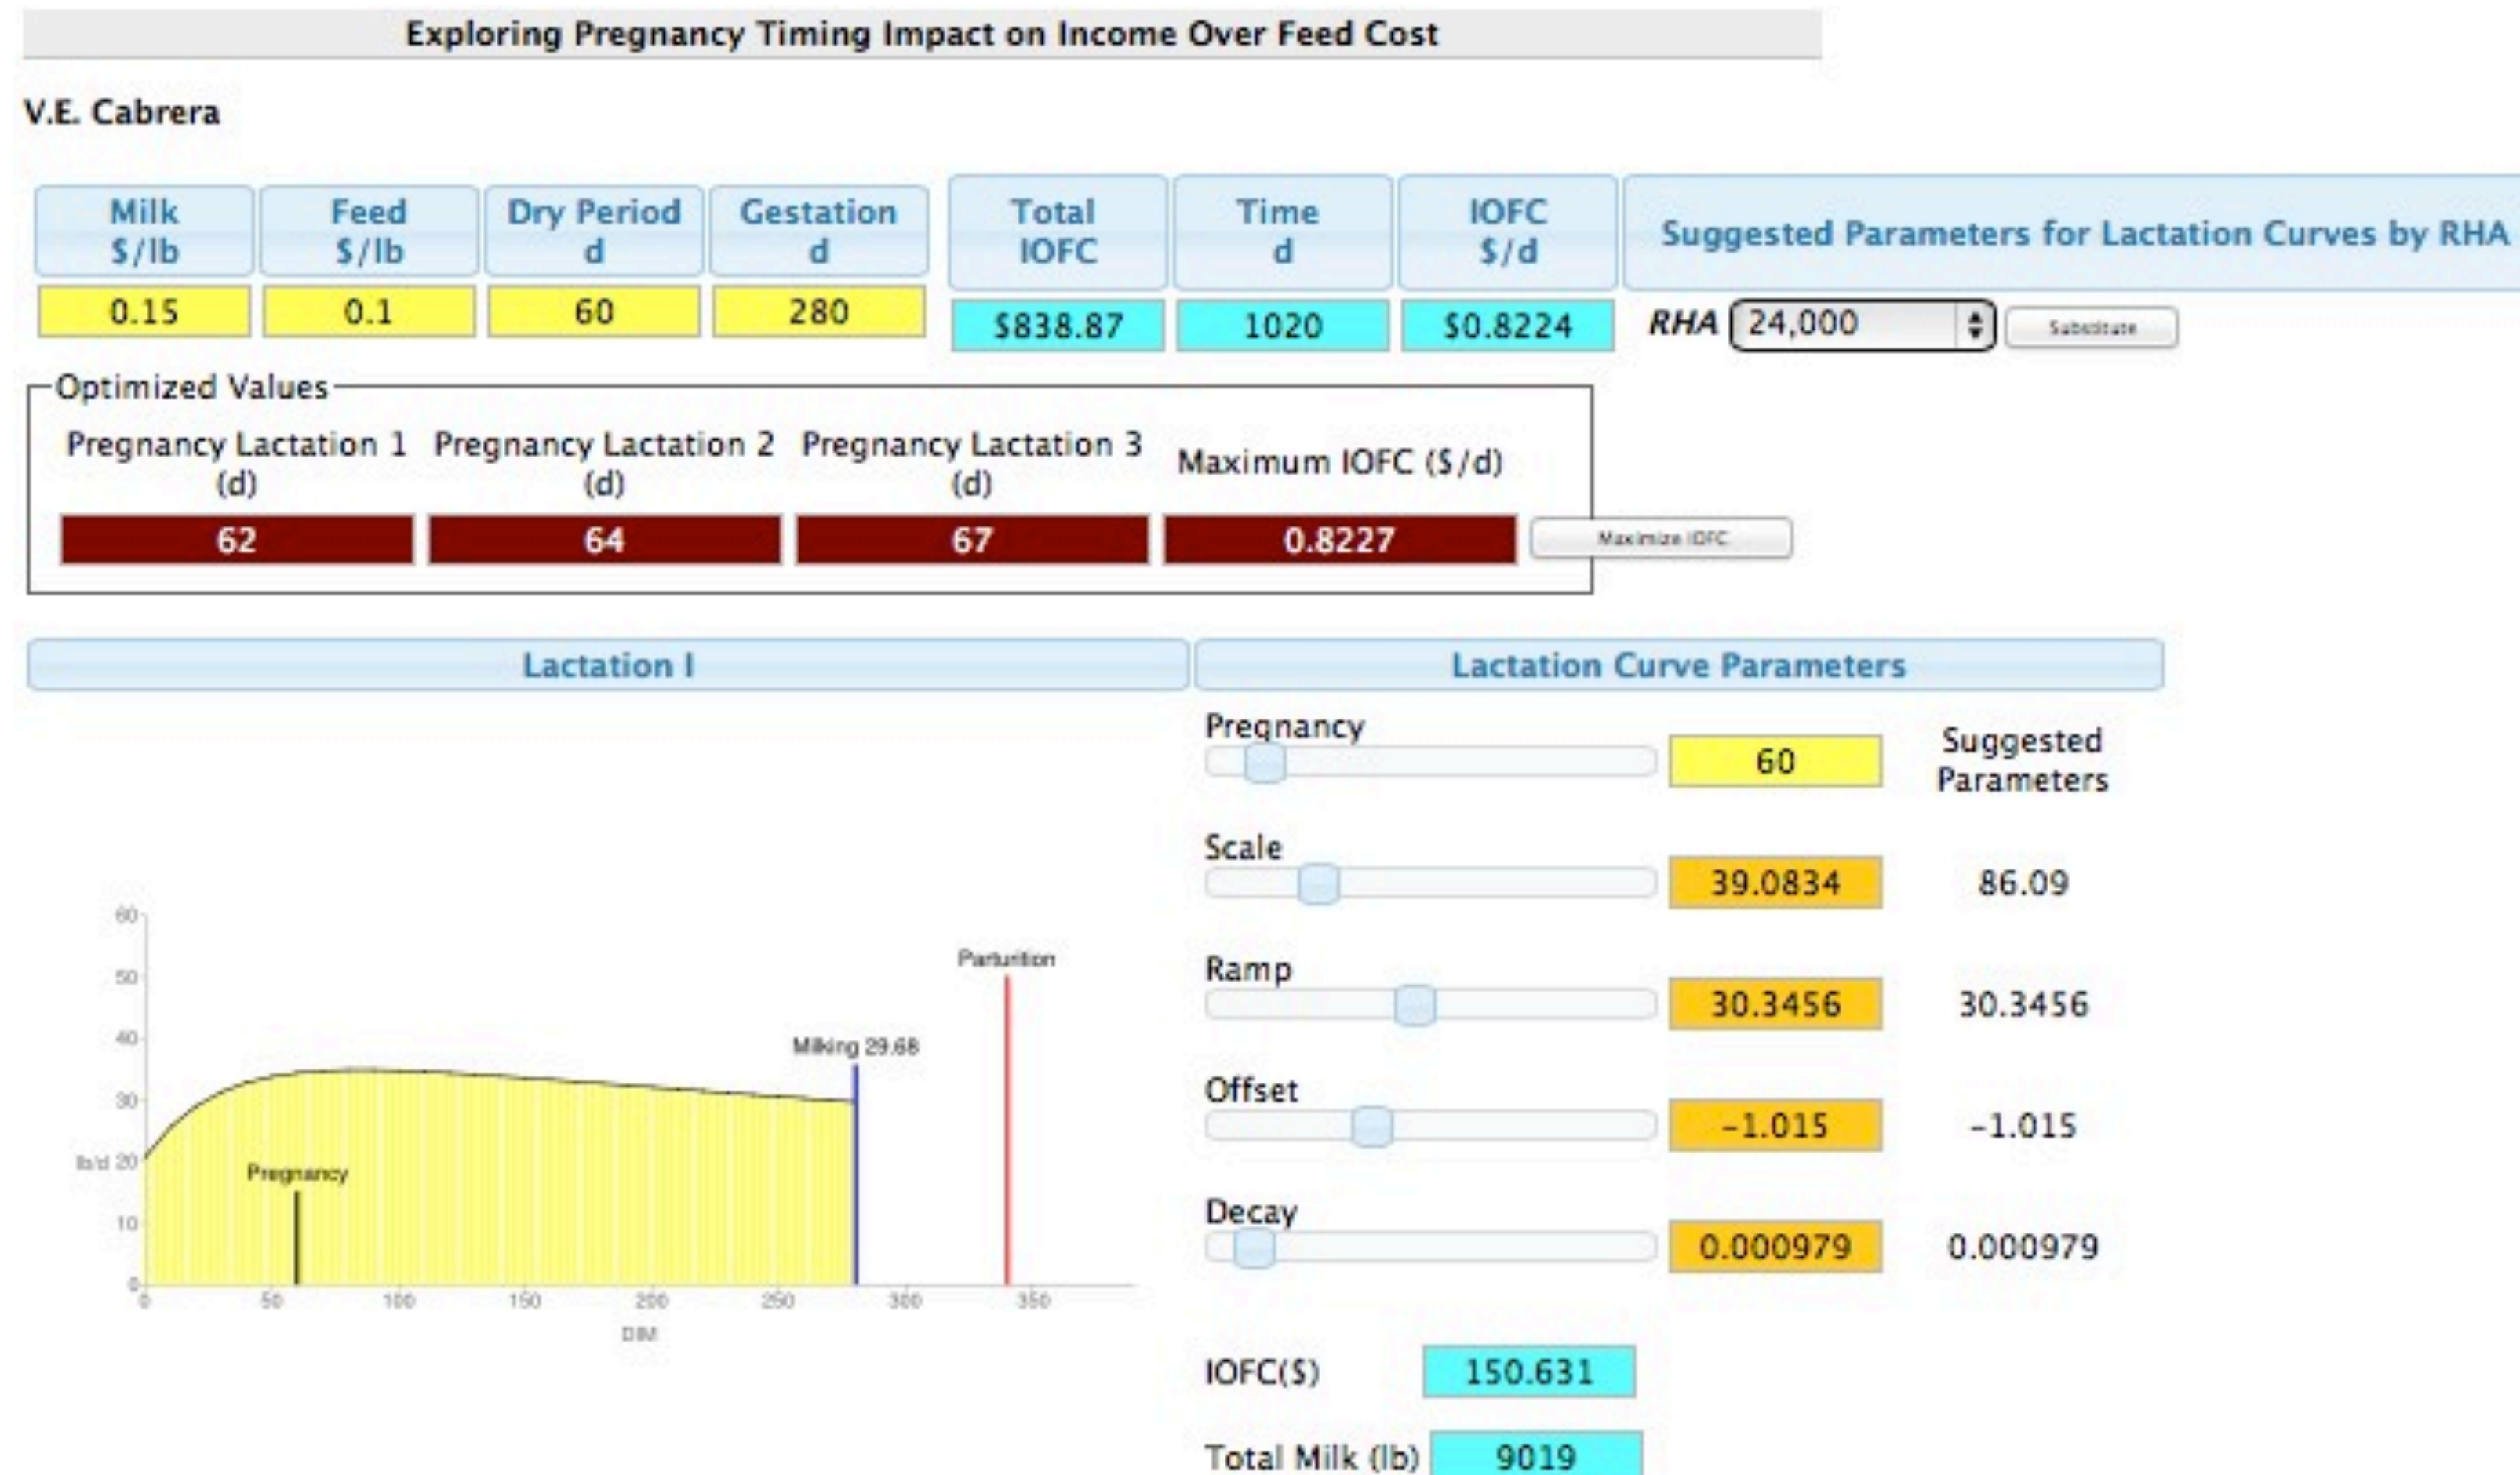 Exploring Pregnancy Timing Impact on Income Over Feed Cost
V.E. Cabrera
Milk $/lb
Feed $/lb
Dry Period d
Gestation d
Total IOFC
Time d
IOFC $/d
Suggested Parameters for Lactation Curves by RHA
0.15
0.1
60
280
$838.87
1020
$0.8224
RHA
24,000
Substitute
Optimized Values
Pregnancy Lactation 1 (d)
Pregnancy Lactation 2 (d)
Pregnancy Lactation 3 (d)
Maximum IOFC ($/d)
62
64
67
0.8227
Maximize IOFC
Lactation I
Lactation Curve Parameters
Pregnancy
60
Suggested Parameters
Scale
39.0834
86.09
Ramp
30.3456
30.3456
Offset
-1.015
-1.015
Decay
0.000979
0.000979
60
50
40
30
lb/d 20
10
0
Pregnancy
Milking 29.68
Parturition
0
50
100
150
200
250
300
350
DIM
IOFC($)
150.631
Total Milk (lb)
9019